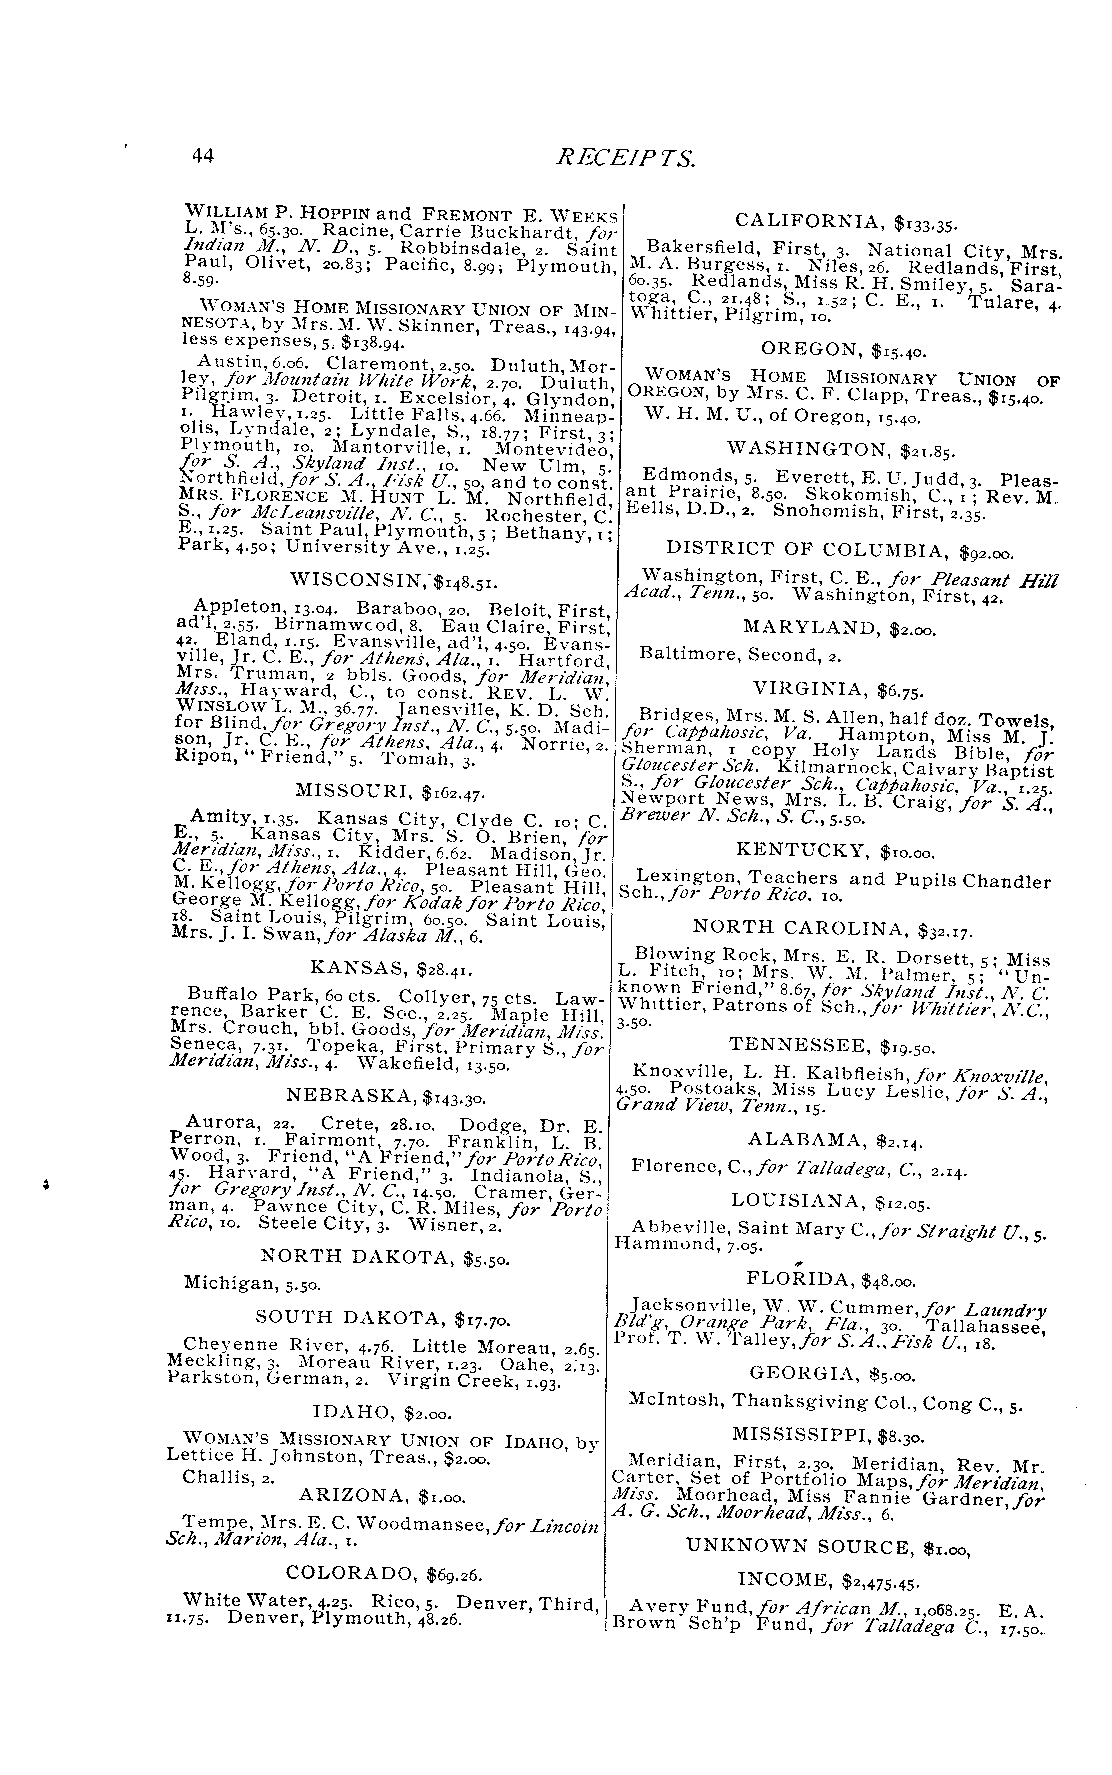 44
RECEIPTS.
WILLIAM P. HOPPIN and FREMONT E. WEEKS
L. M's., 65.30. Racine, Carrie Buckhardt, for
Indian M., N. D., 5. Robbinsdale, 2. Saint
Paul, Olivet, 20.83; Pacific, 8.99; Plymouth,
8.59.
WOMAN'S HOME MISSIONARY UNION OF MIN-
NESOTA, by Mrs. M. W. Skinner, Treas., 143.94,
less expenses, 5. $138.94.
Austin, 6.06. Claremont, 2.50. Duluth, Mor-
ley, for Mountain White Work, 2.70. Duluth,
Pilgrim, 3. Detroit, 1. Excelsior, 4. Glyndon,
1. Hawley, 1.25. Little Falls, 4.66. Minneap-
olis, Lyndale, 2; Lyndale, S., 18.77; First, 3;
Plymouth, 10. Mantorville, 1. Montevideo,
for S. A., Skyland Inst., 10. New Ulm, 5.
Northfield, for S. A., Fisk U., 50, and to const.
MRS. FLORENCE M. HUNT L. M. Northfield,
S., for McLeansville, N. C., 5. Rochester, C.
E., 1.25. Saint Paul, Plymouth, 5; Bethany, 1;
Park, 4.50; University Ave., 1.25.
WISCONSIN, $148.51.
Appleton, 13.04. Baraboo, 20. Beloit, First,
ad'l, 2.55. Birnamwood, 8. Eau Claire, First,
42. Eland, 1.15. Evansville, ad'l, 4.50. Evans-
ville, Jr. C. E., for Athens, Ala., 1. Hartford,
Mrs. Truman, 2 bbls. Goods, for Meridian,
Miss., Hayward, C., to const. REV. L. W.
WINSLOW L. M., 36.77. Janesville, K. D. Sch.
for Blind, for Gregory Inst., N. C., 5.50. Madi-
son, Jr. C. E., for Athens, Ala., 4. Norrie, 2.
Ripon, "Friend," 5. Tomah, 3.
MISSOURI, $162.47.
Amity, 1.35. Kansas City, Clyde C. 10; C.
E., 5. Kansas City, Mrs. S. O. Brien, for
Meridian, Miss., 1. Kidder, 6.62. Madison, Jr.
C. E., for Athens, Ala., 4. Pleasant Hill, Geo.
M. Kellogg, for Porto Rico, 50. Pleasant Hill,
George M. Kellogg, for Kodak for Porto Rico,
18. Saint Louis, Pilgrim, 60.50. Saint Louis,
Mrs. J. I. Swan, for Alaska M., 6.
KANSAS, $28.41.
Buffalo Park, 60 cts. Collyer, 75 cts. Law-
rence, Barker C. E. Soc., 2.25. Maple Hill,
Mrs. Crouch, bbl. Goods, for Meridian, Miss.
Seneca, 7.31. Topeka, First, Primary S., for
Meridian, Miss., 4. Wakefield, 13.50.
NEBRASKA, $143.30.
Aurora, 22. Crete, 28.10. Dodge, Dr. E.
Perron, 1. Fairmont, 7.70. Franklin, L. B.
Wood, 3. Friend, "A Friend," for Porto Rico,
45. Harvard, "A Friend," 3. Indianola, S.,
for Gregory Inst., N. C., 14.50. Cramer, Ger-
man, 4. Pawnce City, C. R. Miles, for Porto
Rico, 10. Steele City, 3. Wisner, 2.
NORTH DAKOTA, $5.50.
Michigan, 5.50.
SOUTH DAKOTA, $17.70.
Cheyenne River, 4.76. Little Moreau, 2.65.
Meckling, 3. Moreau River, 1.23. Oahe, 2.13.
Parkston, German, 2. Virgin Creek, 1.93.
IDAHO, $2.00.
WOMAN'S MISSIONARY UNION OF IDAHO, by
Lettice H. Johnston, Treas., $2.00.
Challis, 2.
ARIZONA, $1.00.
Tempe, Mrs. E. C. Woodmansee, for Lincoln
Sch., Marion, Ala., 1.
COLORADO, $69.26.
White Water, 4.25. Rico, 5. Denver, Third,
11.75. Denver, Plymouth, 48.26.
CALIFORNIA, $133.35.
Bakersfield, First, 3. National City, Mrs.
M. A. Burgess, 1. Niles, 26. Redlands, First,
60.35. Redlands, Miss R. H. Smiley, 5. Sara-
toga, C., 21.48; S., 1.52; C. E., 1. Tulare, 4.
Whittier, Pilgrim, 10.
OREGON, $15.40.
WOMAN'S HOME MISSIONARY UNION OF
OREGON, by Mrs. C. F. Clapp, Treas., $15.40.
W. H. M. U., of Oregon, 15.40.
WASHINGTON, $21.85.
Edmonds, 5. Everett, E. U. Judd, 3. Pleas-
ant Prairie, 8.50. Skokomish, C., 1; Rev. M.
Eells, D.D., 2. Snohomish, First, 2.35.
DISTRICT OF COLUMBIA, $92.00.
Washington, First, C. E., for Pleasant Hill
Acad., Tenn., 50. Washington, First, 42.
MARYLAND, $2.00.
Baltimore, Second, 2.
VIRGINIA, $6.75.
Bridges, Mrs. M. S. Allen, half doz. Towels,
for Cappahosic, Va. Hampton, Miss M. J.
Sherman, 1 copy Holy Lands Bible, for
Gloucester Sch. Kilmarnock, Calvary Baptist
S., for Gloucester Sch., Cappahosic, Va., 1.25.
Newport News, Mrs. L. B. Craig, for S. A.,
Brewer N. Sch., S. C., 5.50.
KENTUCKY, $10.00.
Lexington, Teachers and Pupils Chandler
Sch., for Porto Rico. 10.
NORTH CAROLINA, $32.17.
Blowing Rock, Mrs. E. R. Dorsett, 5; Miss
L. Fitch, 10; Mrs. W. M. Palmer, 5; "Un-
known Friend," 8.67, for Skyland Inst., N. C.
Whittier, Patrons of Sch., for Whittier, N.C.,
3.50.
TENNESSEE, $19.50.
Knoxville, L. H. Kalbfleish, for Knoxville,
4.50. Postoaks, Miss Lucy Leslie, for S. A.,
Grand View, Tenn., 15.
ALABAMA, $2.14.
Florence, C., for Talladega, C., 2.14.
LOUISIANA, $12.05.
Abbeville, Saint Mary C., for Straight U., 5.
Hammond, 7.05.
FLORIDA, $48.00.
Jacksonville, W. W. Cummer, for Laundry
Bld'g, Orange Park, Fla., 30. Tallahassee,
Prof. T. W. Talley, for S. A., Fisk U., 18.
GEORGIA, $5.00.
McIntosh, Thanksgiving Col., Cong C., 5.
MISSISSIPPI, $8.30.
Meridian, First, 2.30. Meridian, Rev. Mr.
Carter, Set of Portfolio Maps, for Meridian,
Miss. Moorhead, Miss Fannie Gardner, for
A. G. Sch., Moorhead, Miss., 6.
UNKNOWN SOURCE, $1.00,
INCOME, $2,475.45.
Avery Fund, for African M., 1,068.25. E. A.
Brown Sch'p Fund, for Talladega C., 17.50.